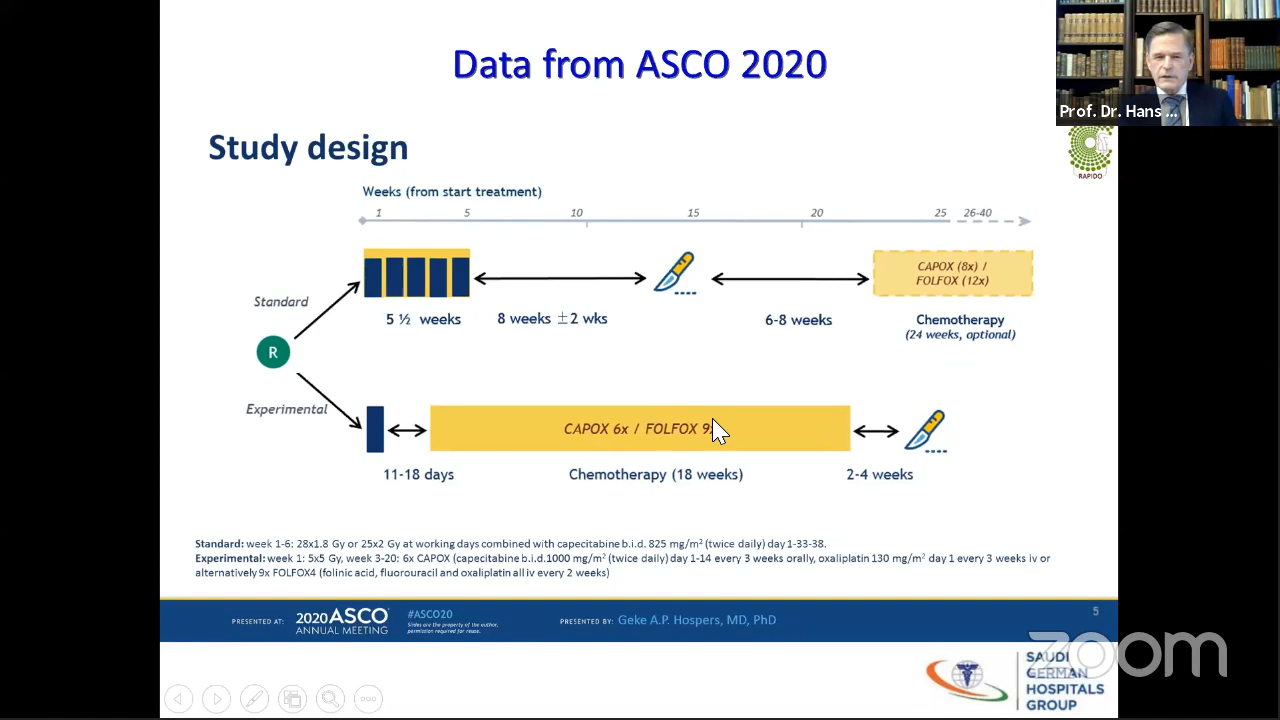 Data from ASCO 2020
Prof. Dr. Hans ...
RAPIDO
Study design
Weeks (from start treatment)
1 5 10 15 20 25 26-40
CAPOX (8x) /
FOLFOX (12x)
Standard
5 ½ weeks
8 weeks ±2 wks
6-8 weeks
Chemotherapy
(24 weeks, optional)
R
Experimental
CAPOX 6x / FOLFOX 9x
11-18 days
Chemotherapy (18 weeks)
2-4 weeks
Standard: week 1-6: 28x1.8 Gy or 25x2 Gy at working days combined with capecitabine b.i.d. 825 mg/m² (twice daily) day 1-33-38.
Experimental: week 1: 5x5 Gy, week 3-20: 6x CAPOX (capecitabine b.i.d.1000 mg/m² (twice daily) day 1-14 every 3 weeks orally, oxaliplatin 130 mg/m² day 1 every 3 weeks iv or
alternatively 9x FOLFOX4 (folinic acid, fluorouracil and oxaliplatin all iv every 2 weeks)
PRESENTED AT:
2020 ASCO
ANNUAL MEETING
#ASCO20
Slides are the property of the author,
permission required for reuse.
PRESENTED BY: Geke A.P. Hospers, MD, PhD
5
zoom
SAUDI
GERMAN
HOSPITALS
GROUP